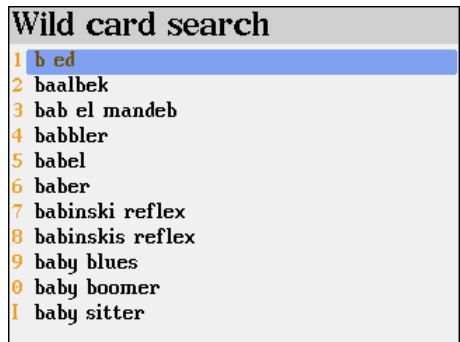 Wild card search
1 b ed
2 baalbek
3 bab el mandeb
4 babbler
5 babel
6 baber
7 babinski reflex
8 babinskis reflex
9 baby blues
0 baby boomer
I baby sitter